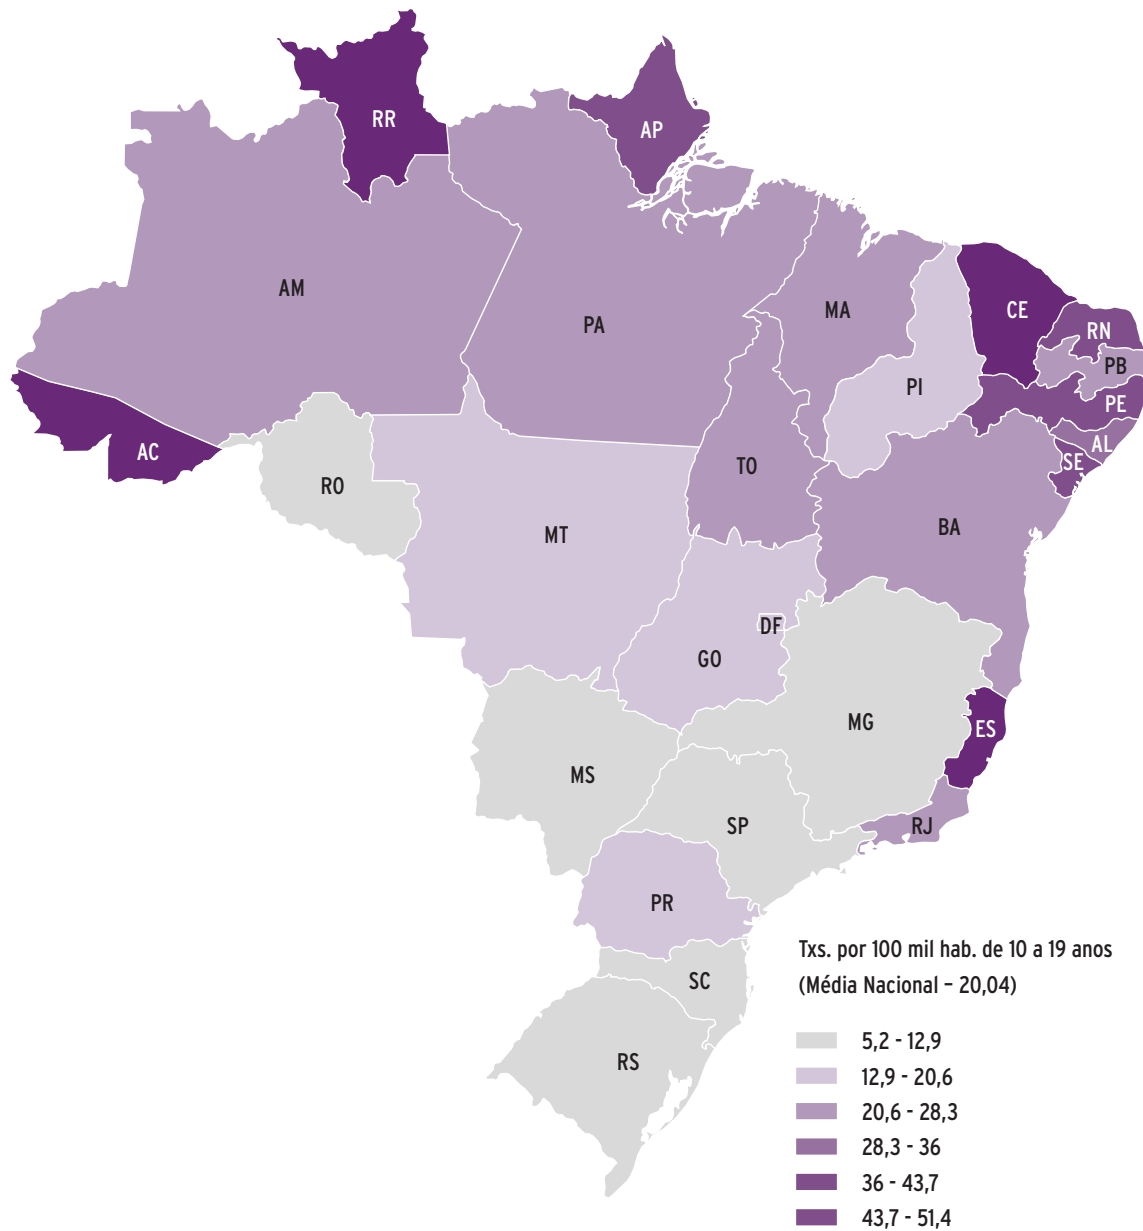 RR
AP
AM
PA
MA
CE
RN
PB
PI
PE
AL
SE
AC
RO
TO
BA
MT
DF
GO
MG
ES
MS
SP
RJ
PR
SC
RS
Txs. por 100 mil hab. de 10 a 19 anos
(Média Nacional – 20,04)
5,2 - 12,9
12,9 - 20,6
20,6 - 28,3
28,3 - 36
36 - 43,7
43,7 - 51,4